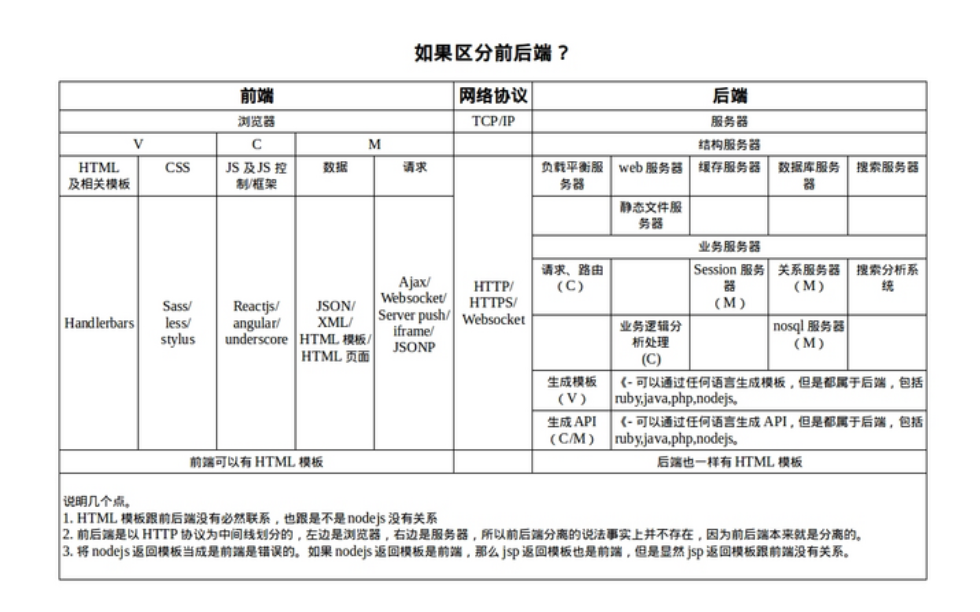 如果区分前后端？
前端 网络协议 后端
浏览器 TCP/IP 服务器
V C M 结构服务器
HTML
及相关模板
CSS
JS 及 JS 控
制/框架
数据
请求
负载平衡服
务器
web 服务器
缓存服务器
数据库服务
器
搜索服务器
静态文件服
务器
业务服务器
Handlerbars
Sass/
less/
stylus
Reactjs/
angular/
underscore
JSON/
XML/
HTML 模板/
HTML 页面
Ajax/
Websocket/
Server push/
iframe/
JSONP
HTTP/
HTTPS/
Websocket
请求、路由
（C）
Session 服务
器
（M）
关系服务器
（M）
搜索分析系
统
业务逻辑分
析处理
(C)
nosql 服务器
（M）
生成模板
（V）
《- 可以通过任何语言生成模板，但是都属于后端，包括
ruby,java,php,nodejs。
生成 API
（C/M）
《- 可以通过任何语言生成 API，但是都属于后端，包括
ruby,java,php,nodejs。
前端可以有 HTML 模板 后端也一样有 HTML 模板
说明几个点。
1. HTML 模板跟前后端没有必然联系，也跟是不是 nodejs 没有关系
2. 前后端是以 HTTP 协议为中间线划分的，左边是浏览器，右边是服务器，所以前后端分离的说法事实上并不存在，因为前后端本来就是分离的。
3. 将 nodejs 返回模板当成是前端是错误的。如果 nodejs 返回模板是前端，那么 jsp 返回模板也是前端，但是显然 jsp 返回模板跟前端没有关系。